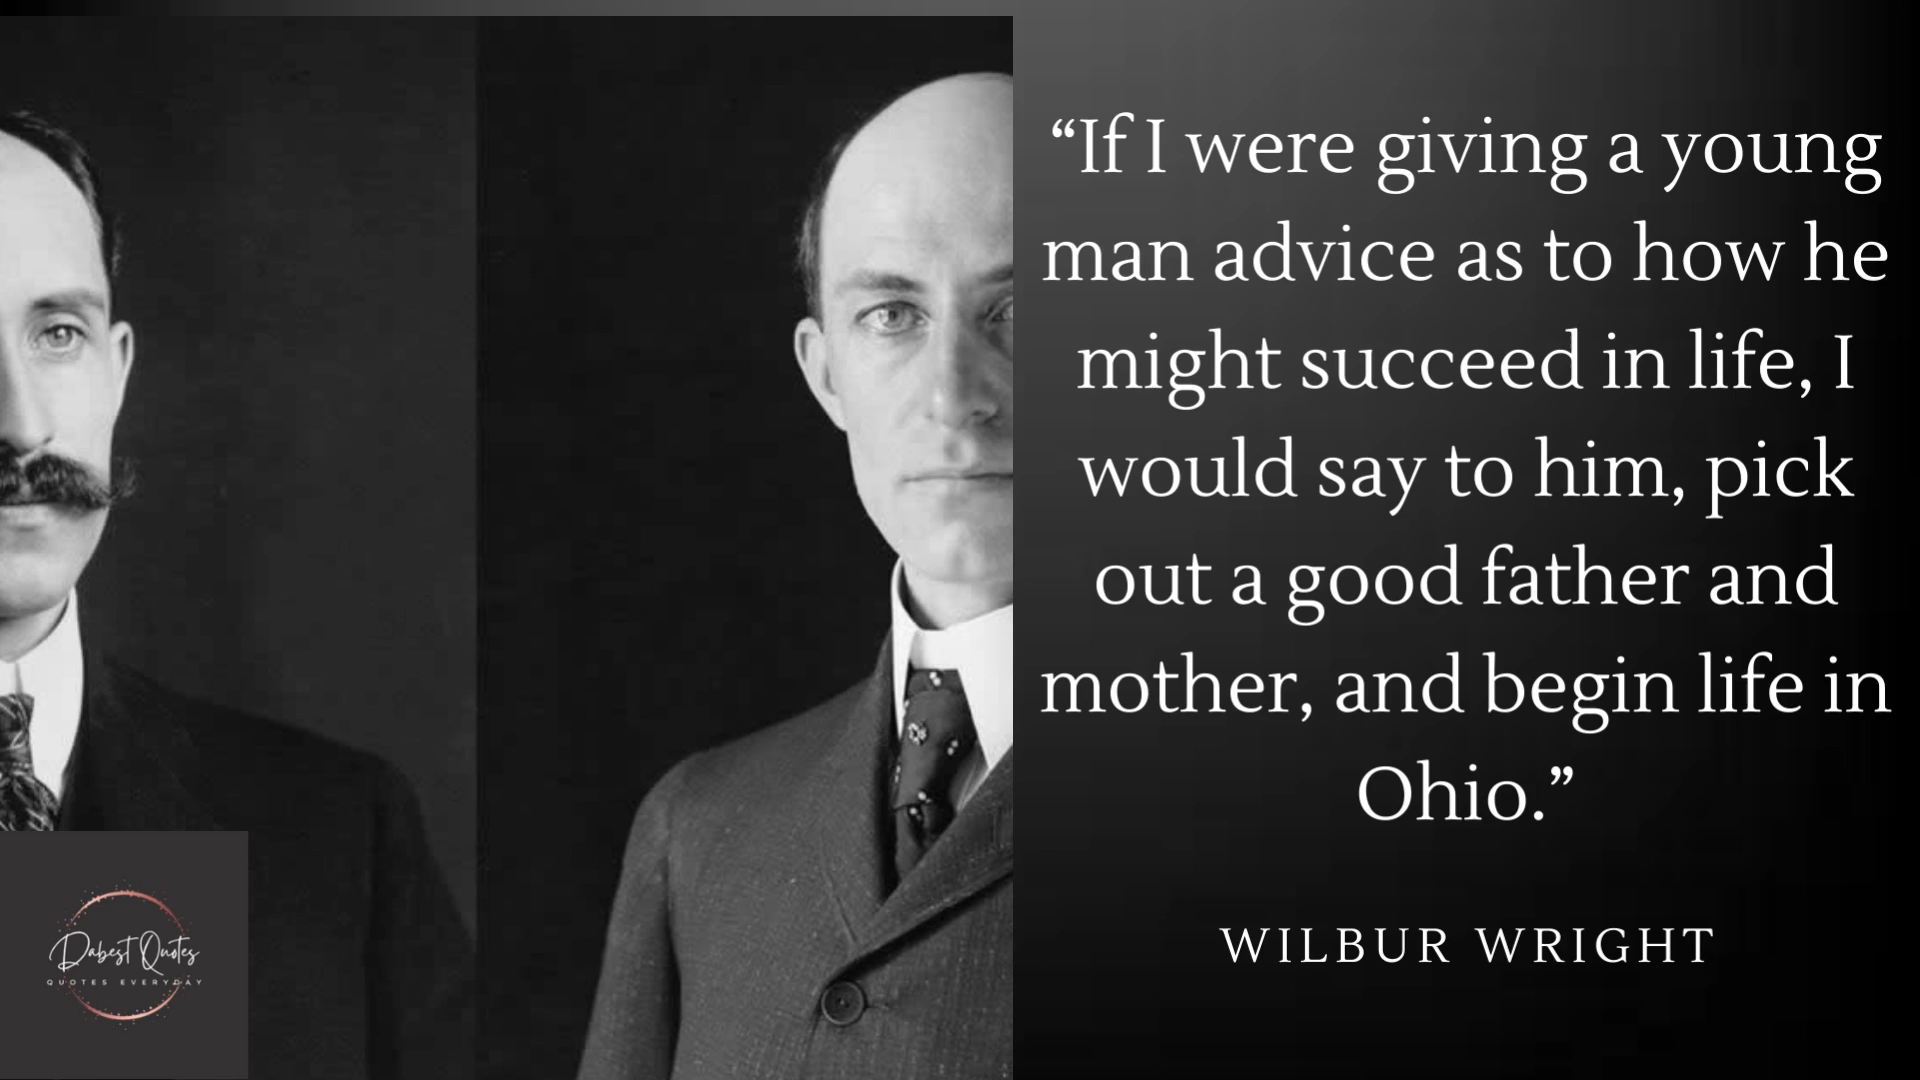 “If I were giving a young
man advice as to how he
might succeed in life, I
would say to him, pick
out a good father and
mother, and begin life in
Ohio.”
WILBUR WRIGHT
Dabest Quotes
QUOTES EVERYDAY